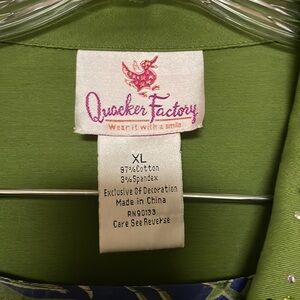 Quacker Factory
Wear it with a smile
XL
97%Cotton
3%Spandex
Exclusive Of Decoration
Made in China
RN90133
Care See Reverse